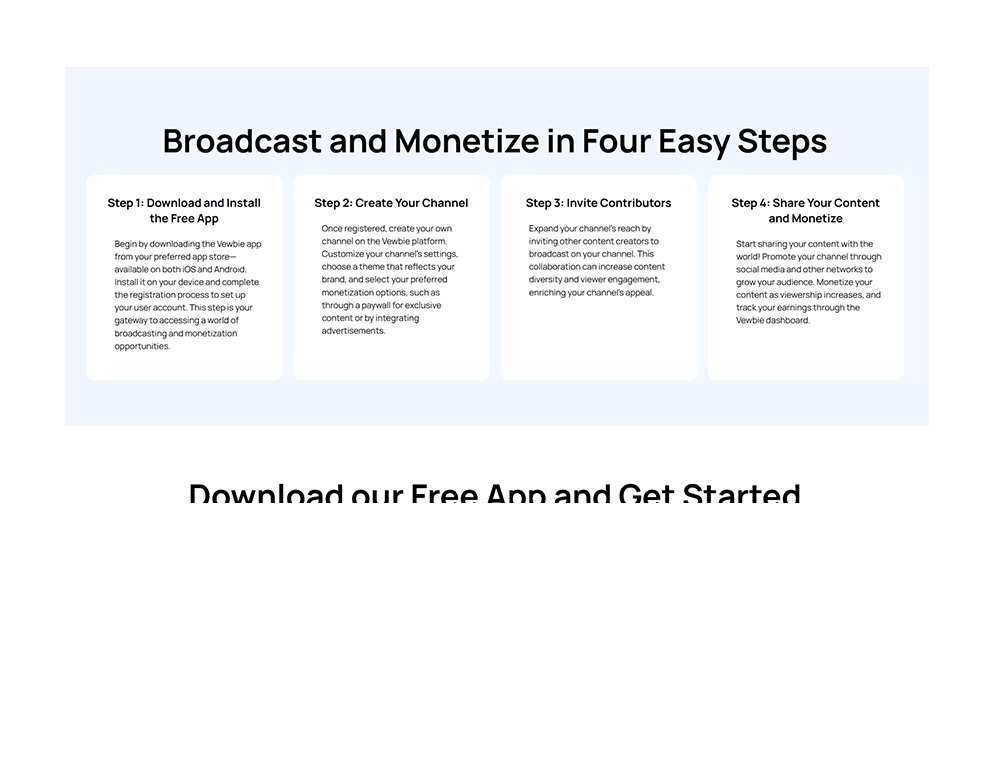 Broadcast and Monetize in Four Easy Steps
Step 1: Download and Install
the Free App
Begin by downloading the Vewbie app
from your preferred app store—
available on both iOS and Android.
Install it on your device and complete
the registration process to set up
your user account. This step is your
gateway to accessing a world of
broadcasting and monetization
opportunities.
Step 2: Create Your Channel
Once registered, create your own
channel on the Vewbie platform.
Customize your channel's settings,
choose a theme that reflects your
brand, and select your preferred
monetization options, such as
through a paywall for exclusive
content or by integrating
advertisements.
Step 3: Invite Contributors
Expand your channel's reach by
inviting other content creators to
broadcast on your channel. This
collaboration can increase content
diversity and viewer engagement,
enriching your channel's appeal.
Step 4: Share Your Content
and Monetize
Start sharing your content with the
world! Promote your channel through
social media and other networks to
grow your audience. Monetize your
content as viewership increases, and
track your earnings through the
Vewbie dashboard.
Download our Free App and Get Started